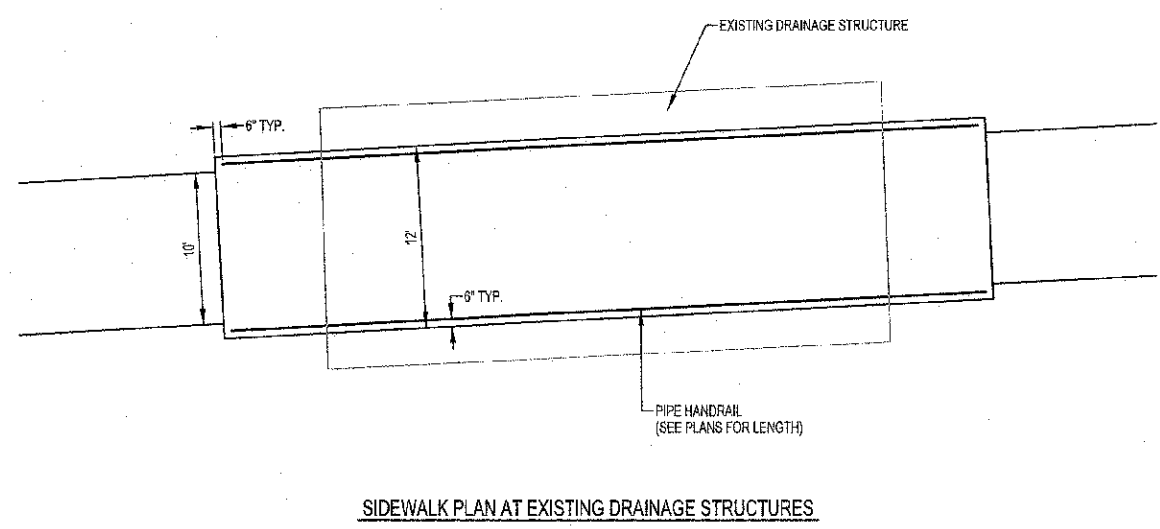 EXISTING DRAINAGE STRUCTURE
6" TYP.
10'
12'
6" TYP.
PIPE HANDRAIL
(SEE PLANS FOR LENGTH)
SIDEWALK PLAN AT EXISTING DRAINAGE STRUCTURES